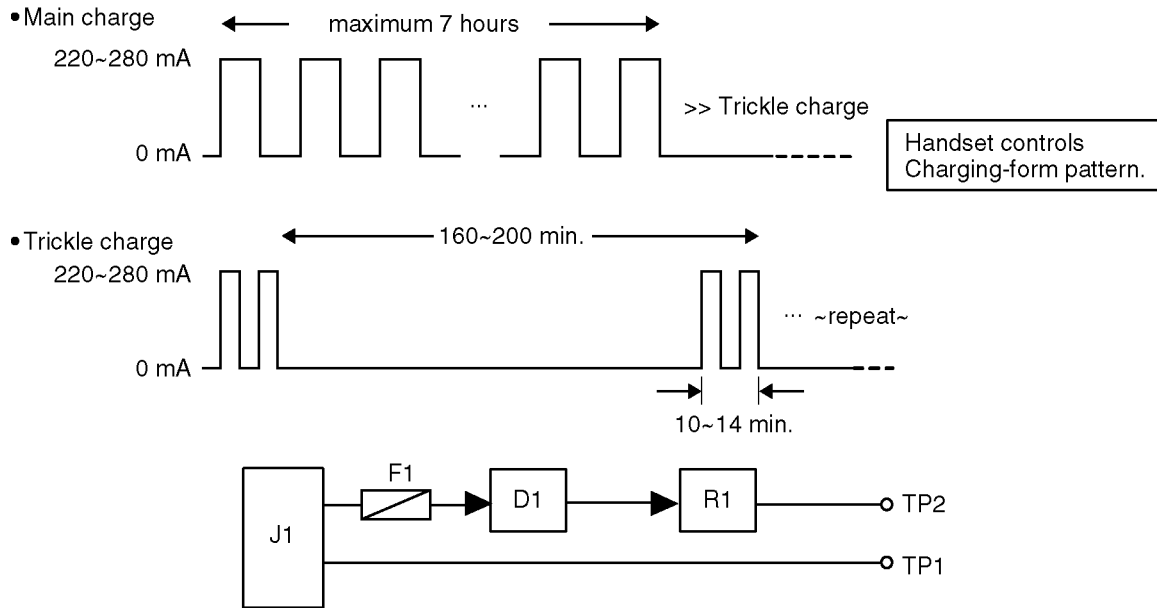 • Main charge
maximum 7 hours
220~280 mA
... >> Trickle charge
0 mA
Handset controls
Charging-form pattern.
• Trickle charge
160~200 min.
220~280 mA
... ~repeat~
0 mA
10~14 min.
F1
J1
D1
R1
TP2
TP1